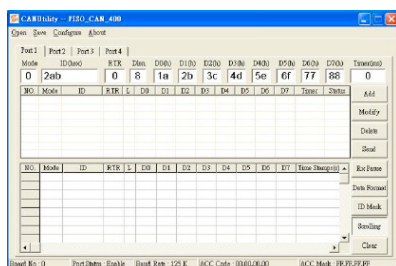 CANUtility -- PISO_CAN_400
Open Save Configure About
Port 1 Port 2 Port 3 Port 4
Mode ID(hex) RTR Dlen D0(h) D1(h) D2(h) D3(h) D4(h) D5(h) D6(h) D7(h) Timer(ms)
0 2ab 0 8 1a 2b 3c 4d 5e 6f 77 88 0
NO. Mode ID RTR L D0 D1 D2 D3 D4 D5 D6 D7 Timer Status
Add
Modify
Delete
Send
NO. Mode ID RTR L D0 D1 D2 D3 D4 D5 D6 D7 Time Stamp(s)
Rx Pause
Data Format
ID Mask
Scrolling
Clear
Board No : 0 Port Status : Enable Baud Rate : 125 K ACC Code : 00,00,00,00 ACC Mask : FF,FF,FF,FF